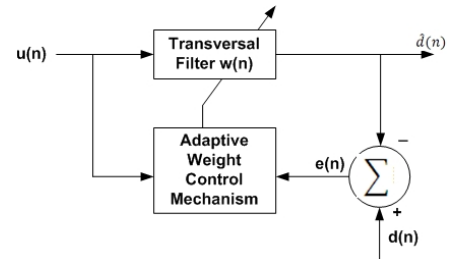 u(n)
Transversal
Filter w(n)
d̂(n)
Adaptive
Weight
Control
Mechanism
e(n)
−
∑
+
d(n)